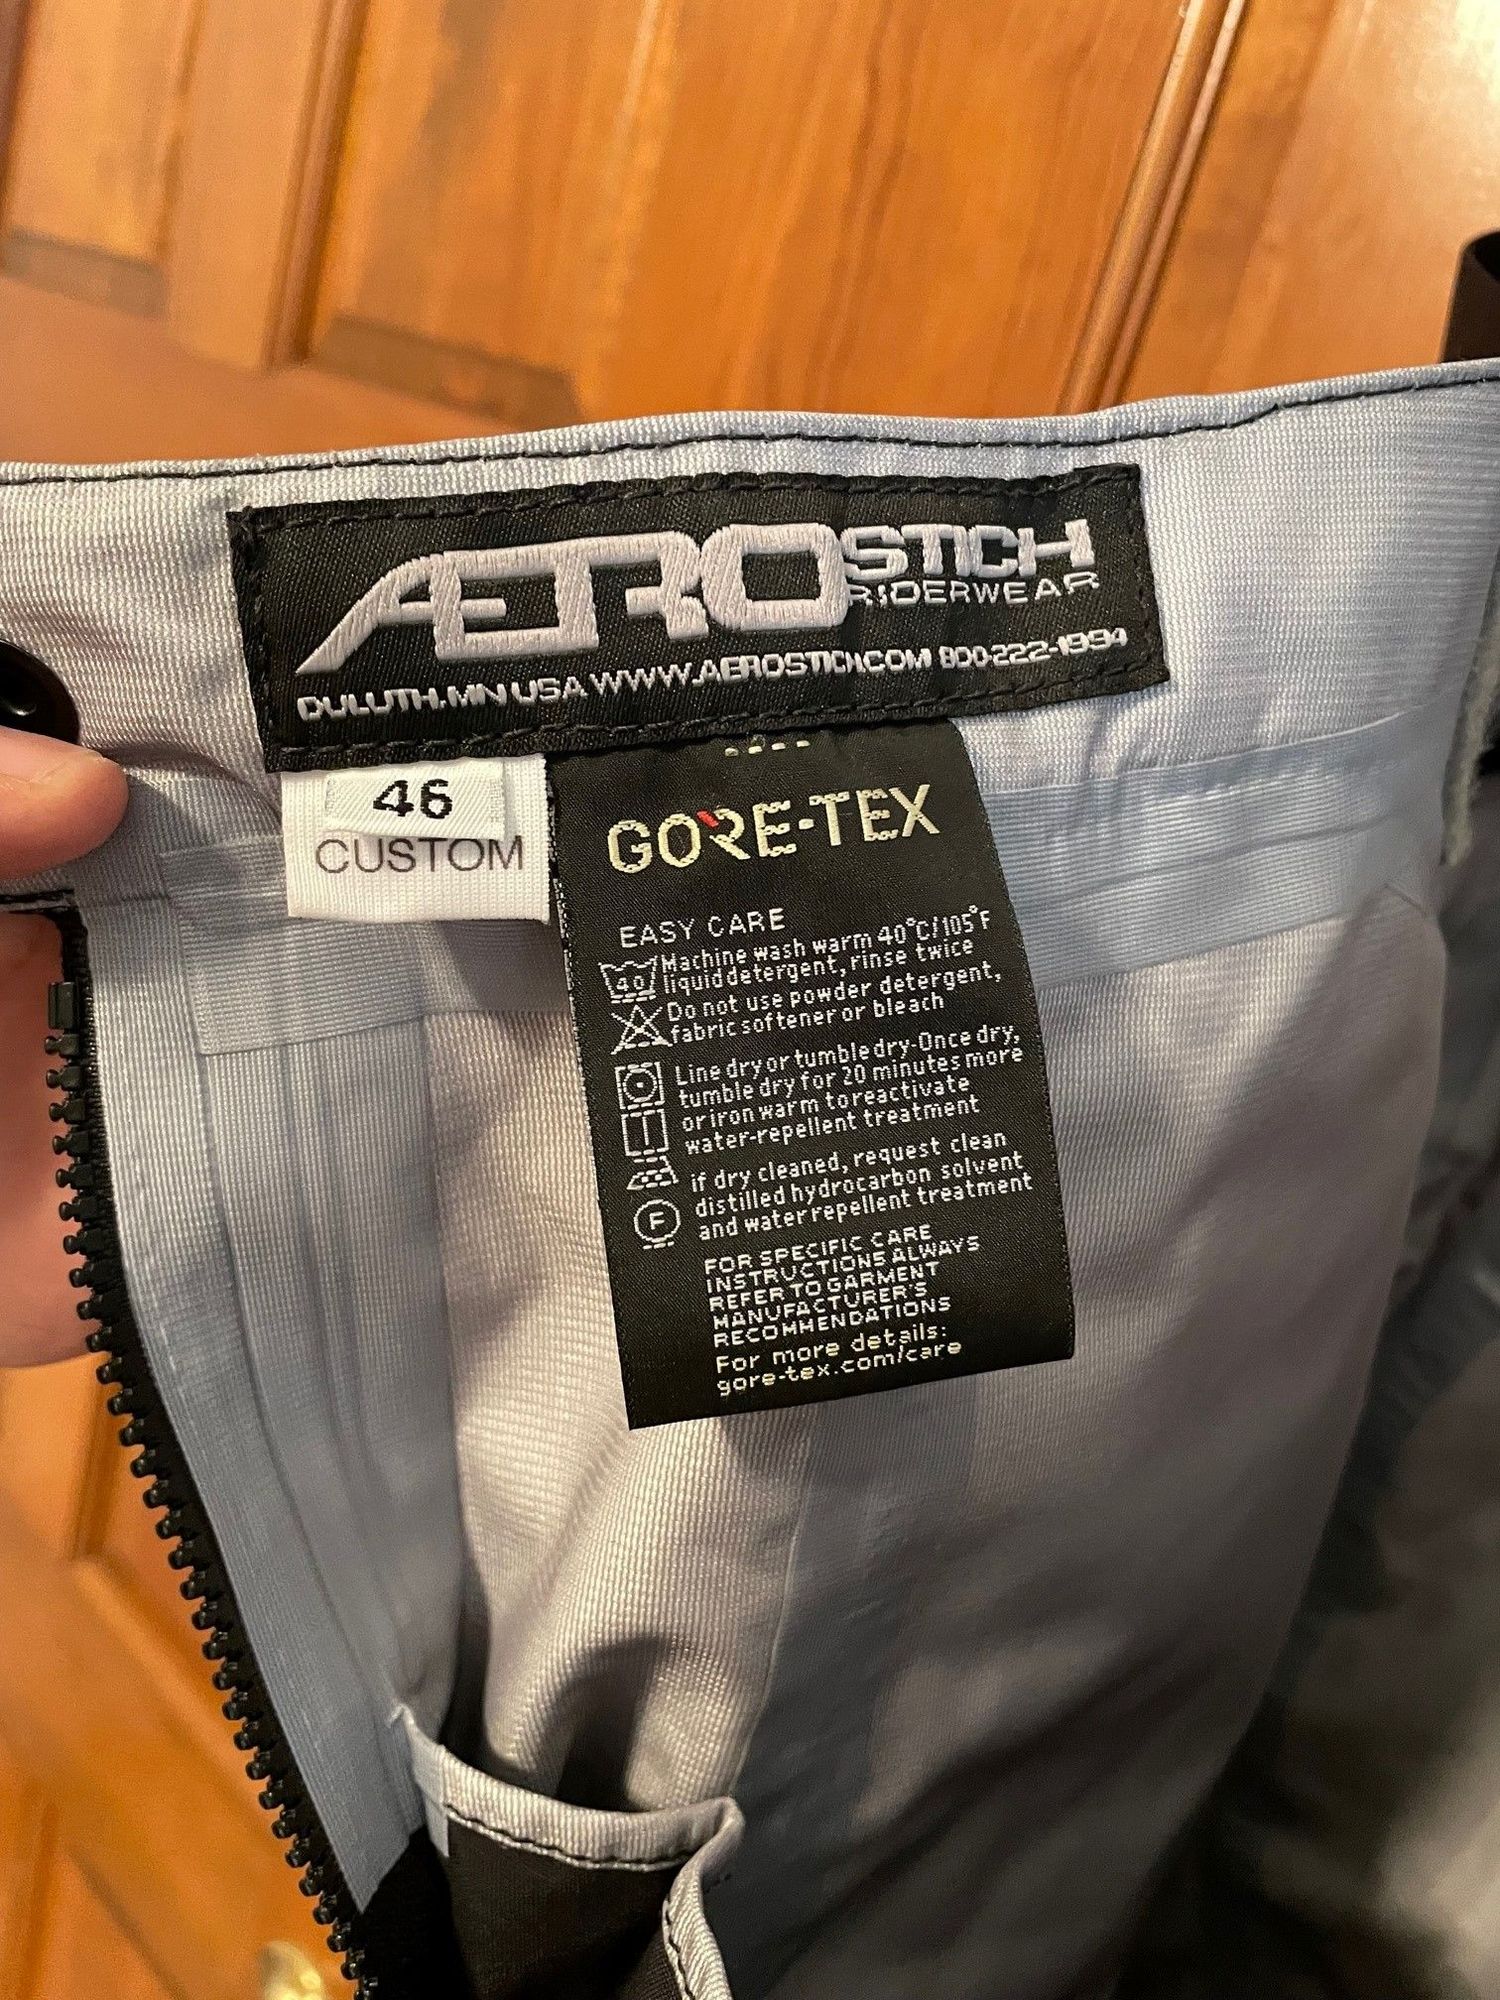 AEROSTICH
RIDERWEAR
DULUTH, MN USA WWW.AEROSTICH.COM 800-222-1994
46
CUSTOM
GORE-TEX
EASY CARE
Machine wash warm 40°C/105°F
liquid detergent, rinse twice
40
Do not use powder detergent,
fabric softener or bleach
Line dry or tumble dry-Once dry,
tumble dry for 20 minutes more
or iron warm to reactivate
water-repellent treatment
if dry cleaned, request clean
distilled hydrocarbon solvent,
and water repellent treatment
F
FOR SPECIFIC CARE
INSTRUCTIONS ALWAYS
REFER TO GARMENT
MANUFACTURER'S
RECOMMENDATIONS
For more details:
gore-tex.com/care